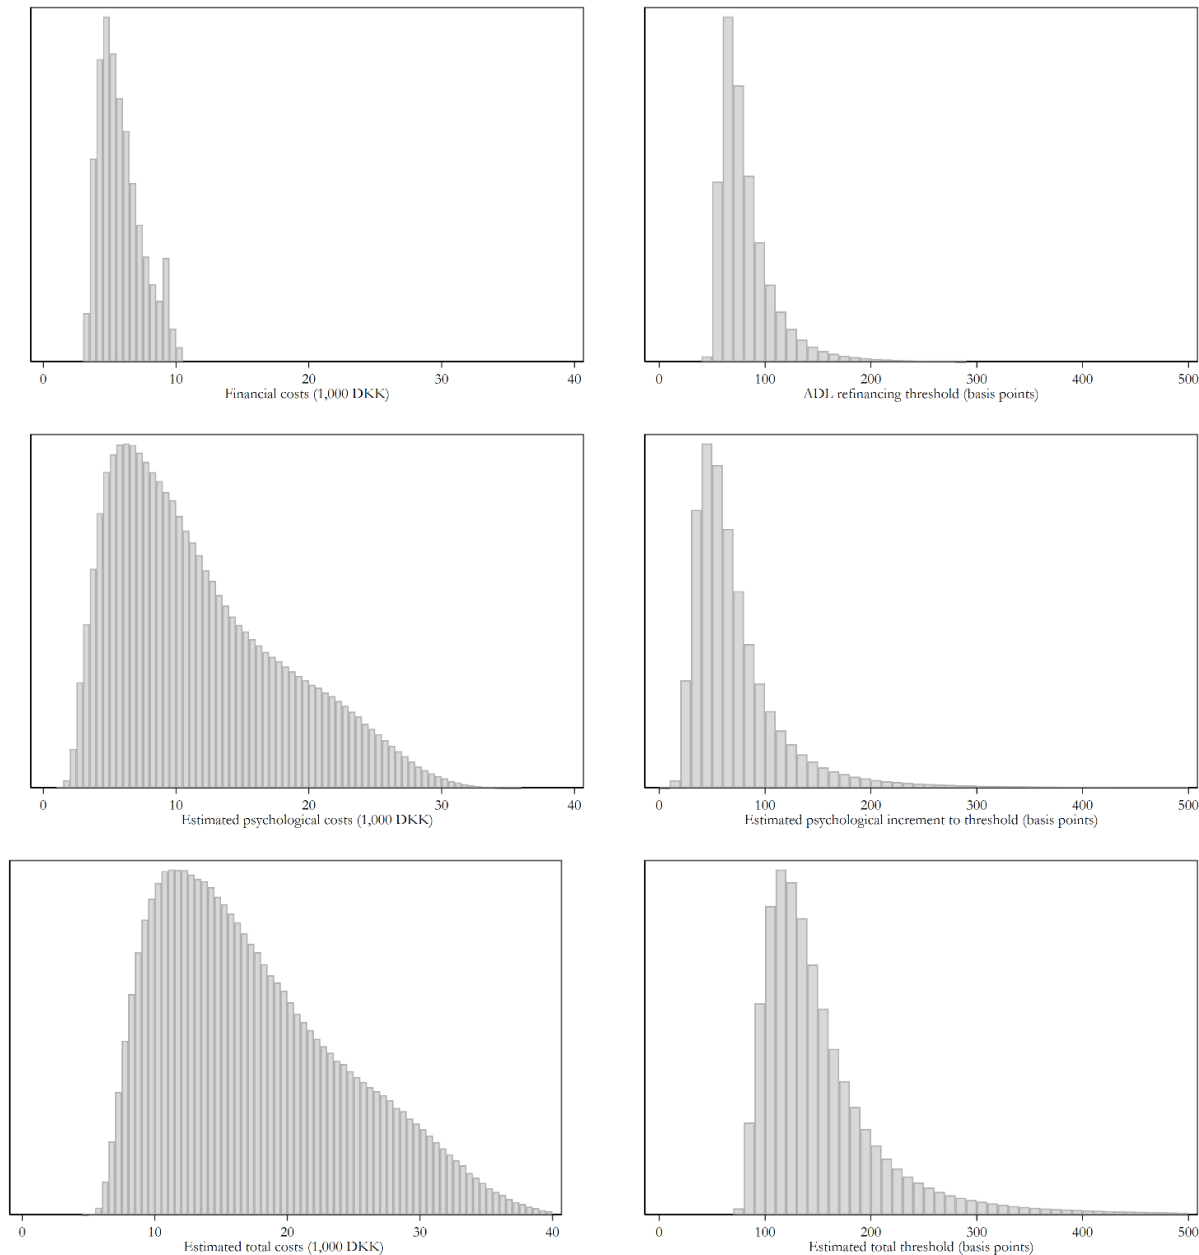 0 10 20 30 40
Financial costs (1,000 DKK)
0 100 200 300 400 500
ADL refinancing threshold (basis points)
0 10 20 30 40
Estimated psychological costs (1,000 DKK)
0 100 200 300 400 500
Estimated psychological increment to threshold (basis points)
0 10 20 30 40
Estimated total costs (1,000 DKK)
0 100 200 300 400 500
Estimated total threshold (basis points)